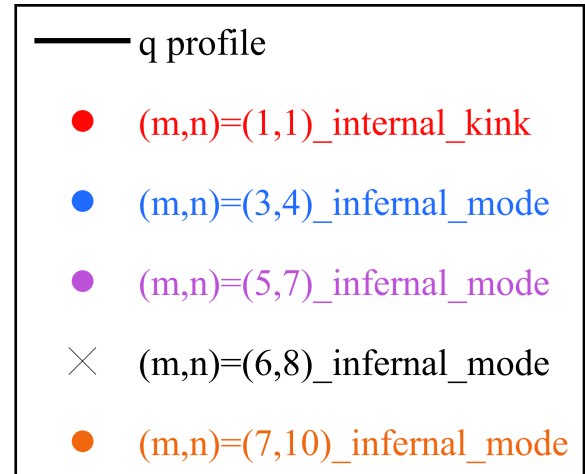 q profile
(m,n)=(1,1)_internal_kink
(m,n)=(3,4)_infernal_mode
(m,n)=(5,7)_infernal_mode
(m,n)=(6,8)_infernal_mode
(m,n)=(7,10)_infernal_mode